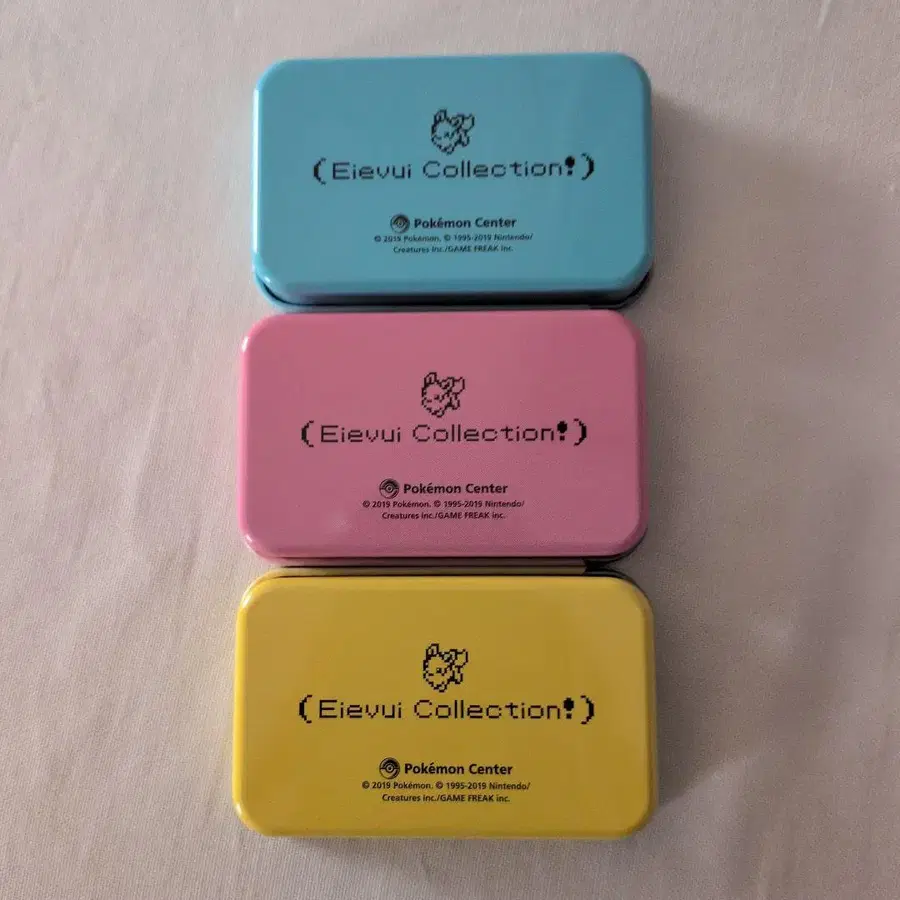 (Eievui Collection!)
Pokémon Center
© 2019 Pokémon. © 1995-2019 Nintendo/
Creatures Inc./GAME FREAK inc.
(Eievui Collection!)
Pokémon Center
© 2019 Pokémon. © 1995-2019 Nintendo/
Creatures Inc./GAME FREAK inc.
(Eievui Collection!)
Pokémon Center
© 2019 Pokémon. © 1995-2019 Nintendo/
Creatures Inc./GAME FREAK inc.